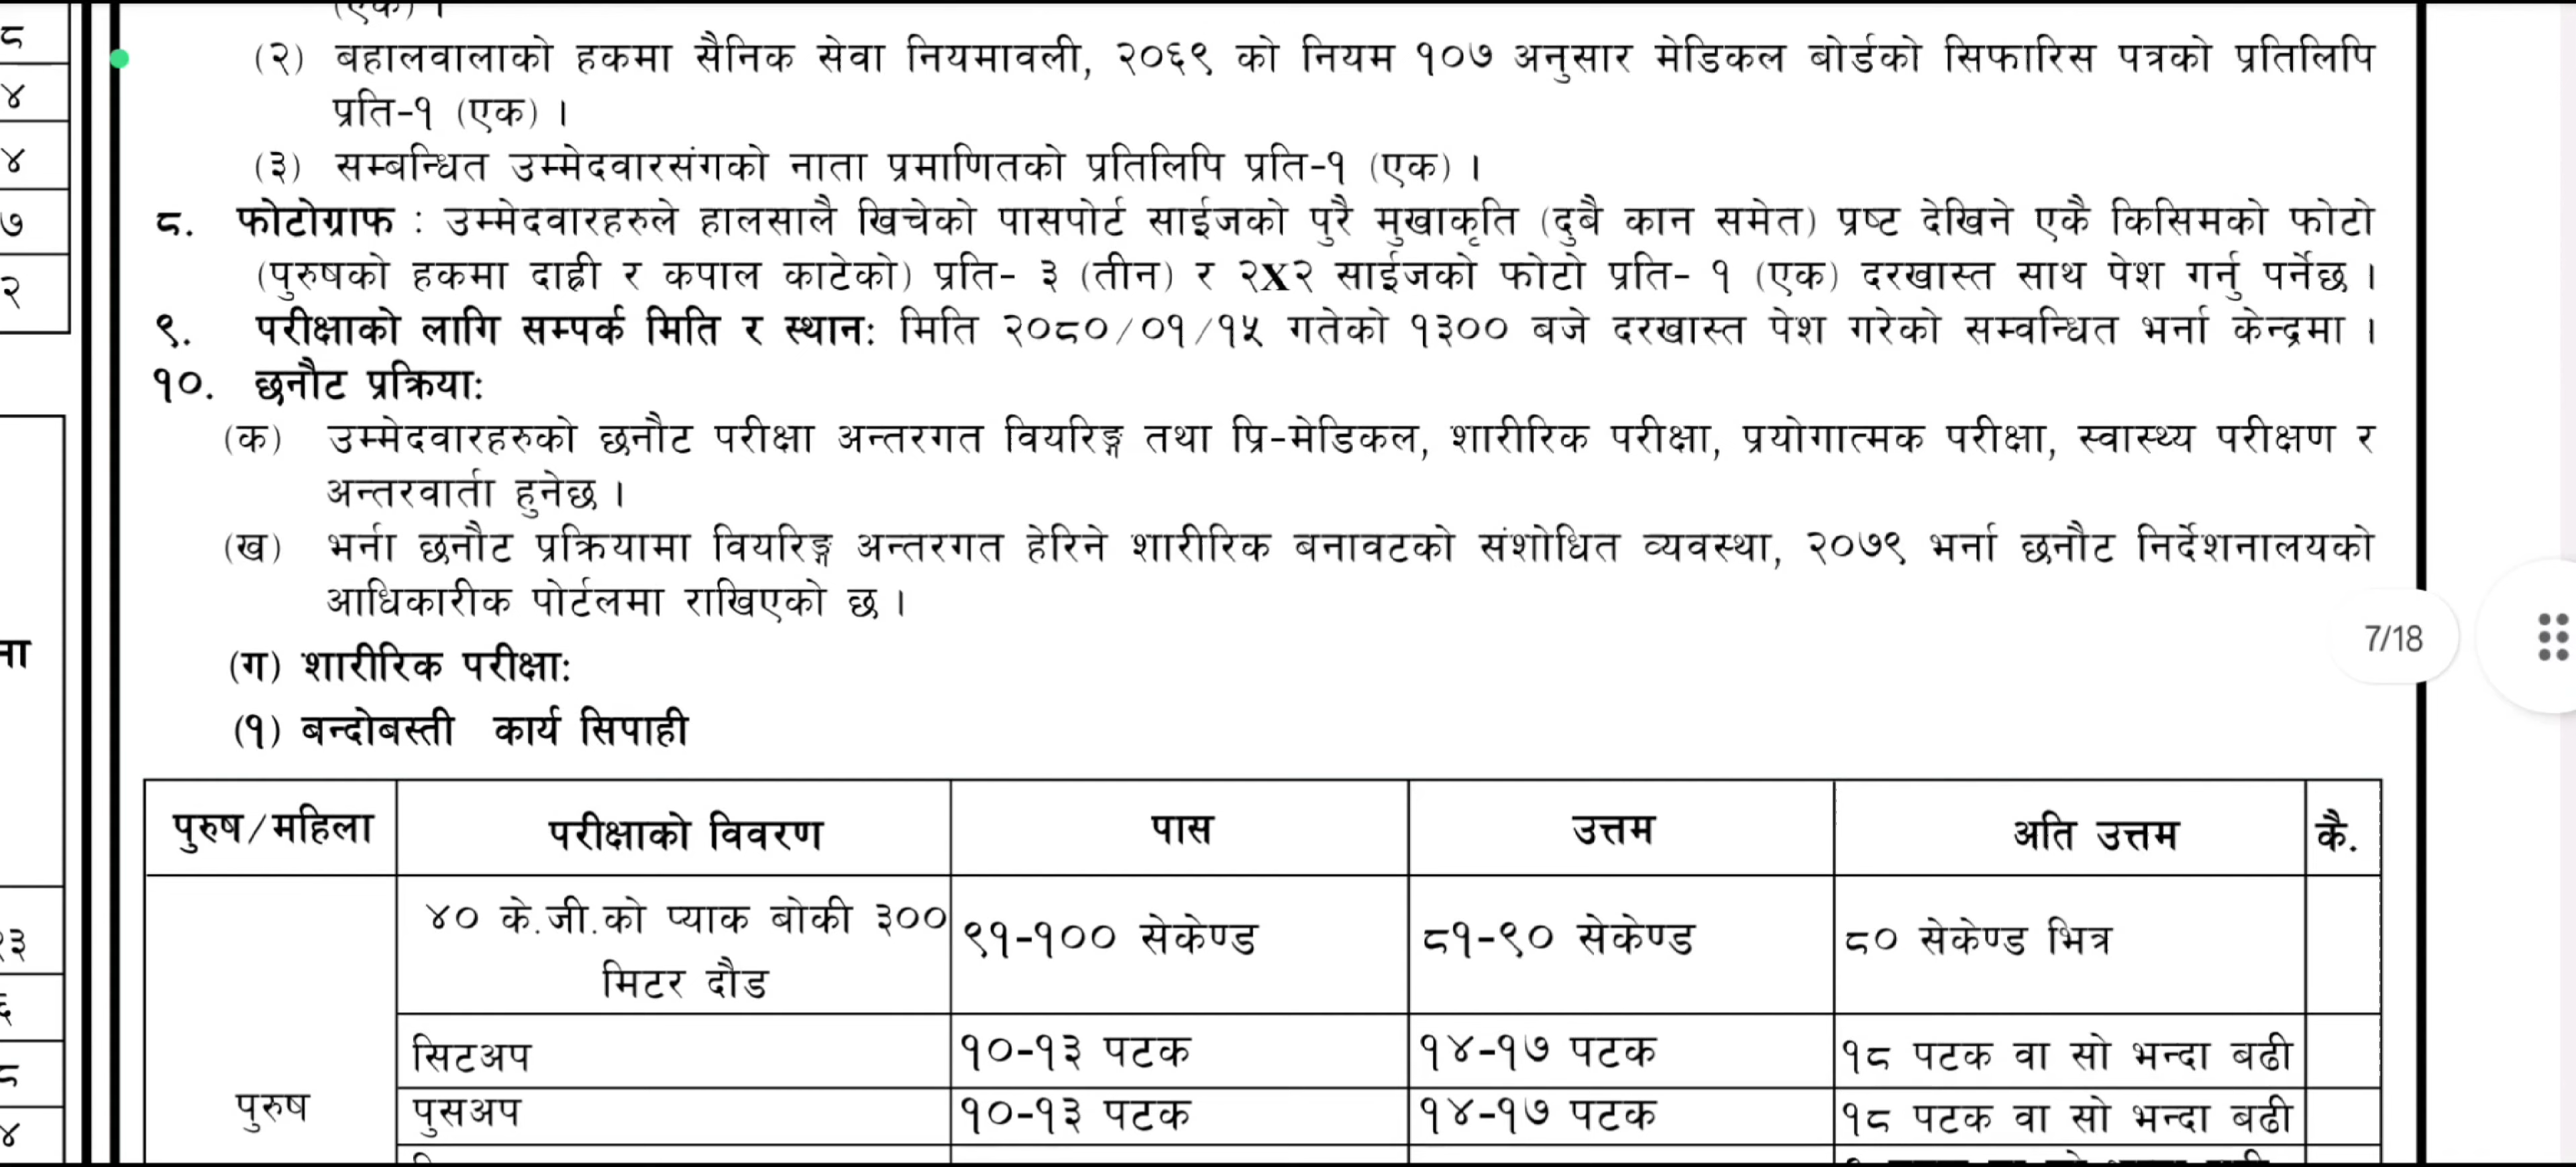 (२) बहालवालाको हकमा सैनिक सेवा नियमावली, २०६९ को नियम १०७ अनुसार मेडिकल बोर्डको सिफारिस पत्रको प्रतिलिपि
प्रति-१ (एक) ।
(३) सम्बन्धित उम्मेदवारसंगको नाता प्रमाणितको प्रतिलिपि प्रति-१ (एक) ।
८. फोटोग्राफ : उम्मेदवारहरुले हालसालै खिचेको पासपोर्ट साईजको पुरै मुखाकृति (दुबै कान समेत) प्रष्ट देखिने एकै किसिमको फोटो
(पुरुषको हकमा दाह्री र कपाल काटेको) प्रति- ३ (तीन) र २X२ साईजको फोटो प्रति- १ (एक) दरखास्त साथ पेश गर्नु पर्नेछ ।
९. परीक्षाको लागि सम्पर्क मिति र स्थानः मिति २०८०/०१/१५ गतेको १३०० बजे दरखास्त पेश गरेको सम्वन्धित भर्ना केन्द्रमा ।
१०. छनौट प्रक्रियाः
(क) उम्मेदवारहरुको छनौट परीक्षा अन्तरगत वियरिङ्ग तथा प्रि-मेडिकल, शारीरिक परीक्षा, प्रयोगात्मक परीक्षा, स्वास्थ्य परीक्षण र
अन्तरवार्ता हुनेछ ।
(ख) भर्ना छनौट प्रक्रियामा वियरिङ्ग अन्तरगत हेरिने शारीरिक बनावटको संशोधित व्यवस्था, २०७९ भर्ना छनौट निर्देशनालयको
आधिकारीक पोर्टलमा राखिएको छ ।
7/18
(ग) शारीरिक परीक्षाः
(१) बन्दोबस्ती कार्य सिपाही
पुरुष/महिला परीक्षाको विवरण पास उत्तम अति उत्तम कै.
४० के.जी.को प्याक बोकी ३००
मिटर दौड
९१-१०० सेकेण्ड ८१-९० सेकेण्ड ८० सेकेण्ड भित्र
सिटअप १०-१३ पटक १४-१७ पटक १८ पटक वा सो भन्दा बढी
पुरुष पुसअप १०-१३ पटक १४-१७ पटक १८ पटक वा सो भन्दा बढी
८
४
४
७
२
ना